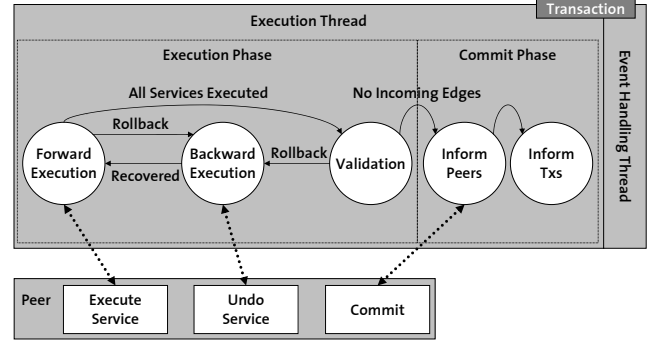 Transaction
Execution Thread
Execution Phase
Commit Phase
All Services Executed
No Incoming Edges
Rollback
Forward
Execution
Backward
Execution
Rollback
Validation
Inform
Peers
Inform
Txs
Recovered
Event Handling Thread
Peer
Execute
Service
Undo
Service
Commit